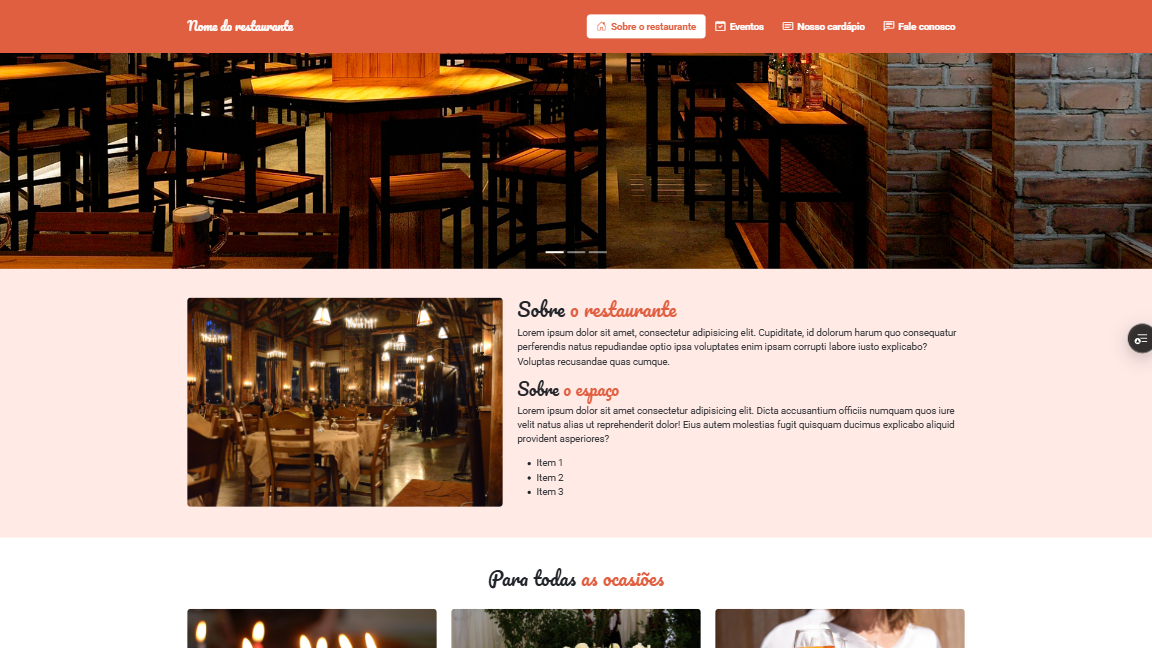 Nome do restaurante
Sobre o restaurante
Eventos
Nosso cardápio
Fale conosco
Sobre o restaurante
Lorem ipsum dolor sit amet, consectetur adipisicing elit. Cupiditate, id dolorum harum quo consequatur
perferendis natus repudiandae optio ipsa voluptates enim ipsam corrupti labore iusto explicabo?
Voluptas recusandae quas cumque.
Sobre o espaço
Lorem ipsum dolor sit amet consectetur adipisicing elit. Dicta accusantium officiis numquam quos iure
velit natus alias ut reprehenderit dolor! Eius autem molestias fugit quisquam ducimus explicabo aliquid
provident asperiores?
Item 1
Item 2
Item 3
Para todas as ocasiões